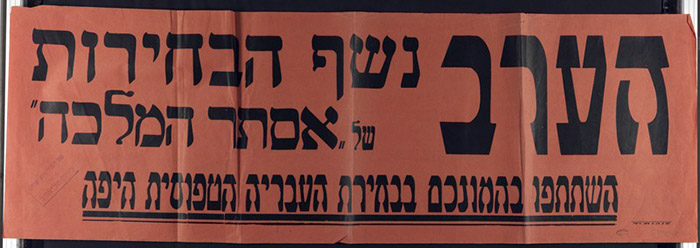 הערב
נשף הבחירות
של „אסתר המלכה"
השתתפו בהמונכם בבחירת העבריה הטפוסית היפה